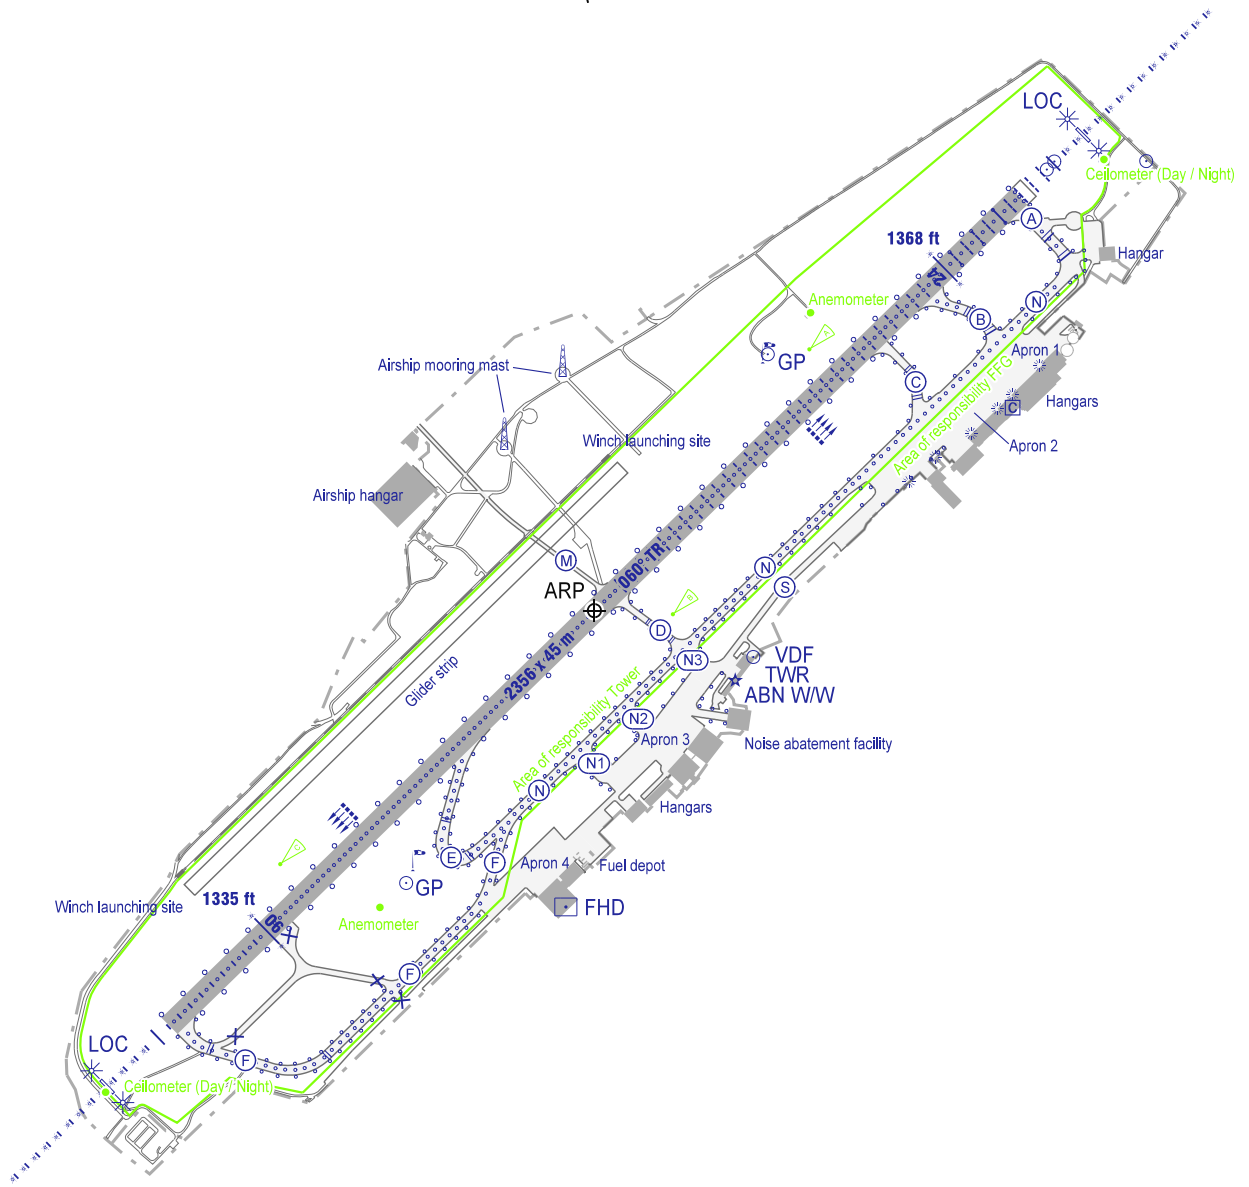 LOC
Ceilometer (Day / Night)
A
1368 ft
Hangar
24
Anemometer
N
A
B
GP
Apron 1
Airship mooring mast
C
Area of responsibility FFG
Hangars
C
Winch launching site
Apron 2
Airship hangar
M
060° TR
N
S
ARP
B
D
N3
VDF
TWR
ABN W/W
2356 x 45 m
Glider strip
Area of responsibility Tower
N2
Apron 3
Noise abatement facility
N1
N
Hangars
C
E
F
Apron 4
Fuel depot
GP
1335 ft
Winch launching site
FHD
06
Anemometer
F
LOC
F
Ceilometer (Day / Night)